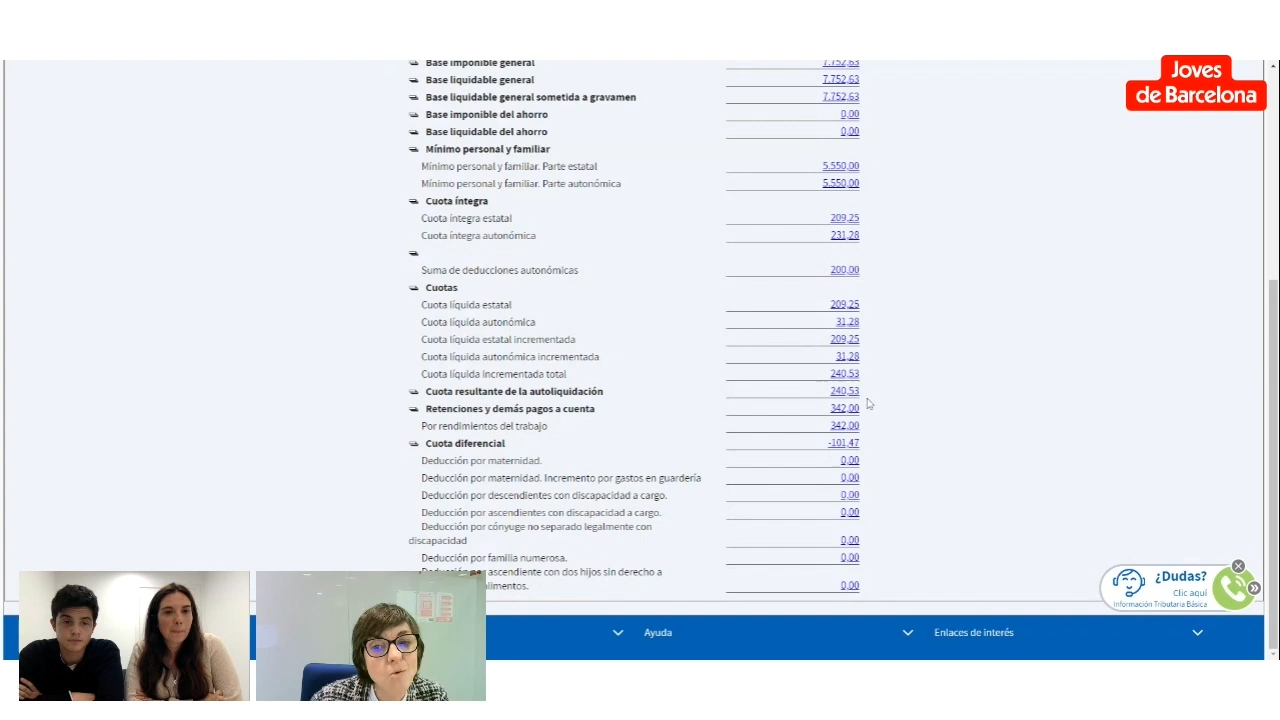 Base imponible general 7.752,63
Base liquidable general 7.752,63
Base liquidable general sometida a gravamen 7.752,63
Base imponible del ahorro 0,00
Base liquidable del ahorro 0,00
Mínimo personal y familiar
Mínimo personal y familiar. Parte estatal 5.550,00
Mínimo personal y familiar. Parte autonómica 5.550,00
Cuota íntegra
Cuota íntegra estatal 209,25
Cuota íntegra autonómica 231,28
Suma de deducciones autonómicas 200,00
Cuotas
Cuota líquida estatal 209,25
Cuota líquida autonómica 31,28
Cuota líquida estatal incrementada 209,25
Cuota líquida autonómica incrementada 31,28
Cuota líquida incrementada total 240,53
Cuota resultante de la autoliquidación 240,53
Retenciones y demás pagos a cuenta 342,00
Por rendimientos del trabajo 342,00
Cuota diferencial -101,47
Deducción por maternidad. 0,00
Deducción por maternidad. Incremento por gastos en guardería 0,00
Deducción por descendientes con discapacidad a cargo. 0,00
Deducción por ascendientes con discapacidad a cargo. 0,00
Deducción por cónyuge no separado legalmente con
discapacidad 0,00
Deducción por familia numerosa. 0,00
ascendiente con dos hijos sin derecho a
0,00
Joves
de Barcelona
¿Dudas?
Clic aquí
Información Tributaria Básica
Ayuda
Enlaces de interés